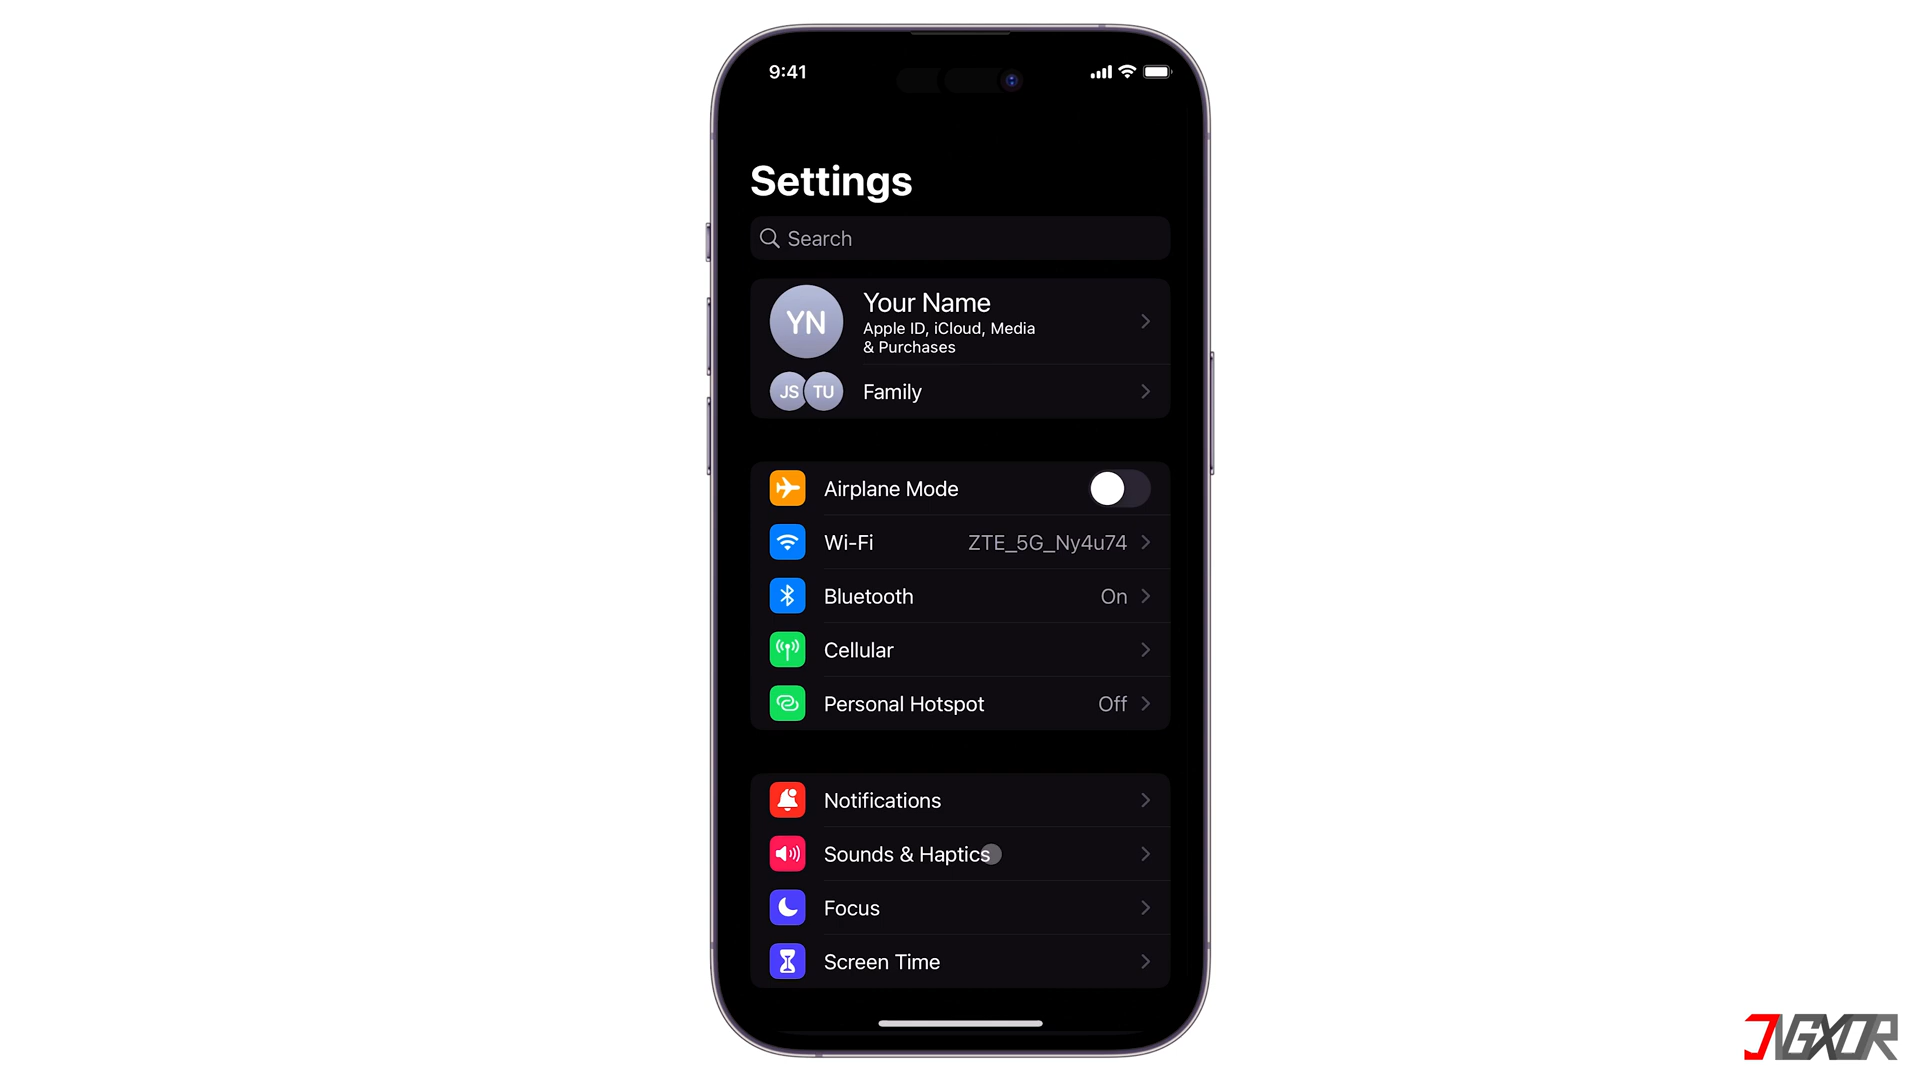 9:41
Settings
Search
YN
Your Name
Apple ID, iCloud, Media
& Purchases
JS TU
Family
Airplane Mode
Wi-Fi ZTE_5G_Ny4u74
Bluetooth On
Cellular
Personal Hotspot Off
Notifications
Sounds & Haptics
Focus
Screen Time
JVGXOR